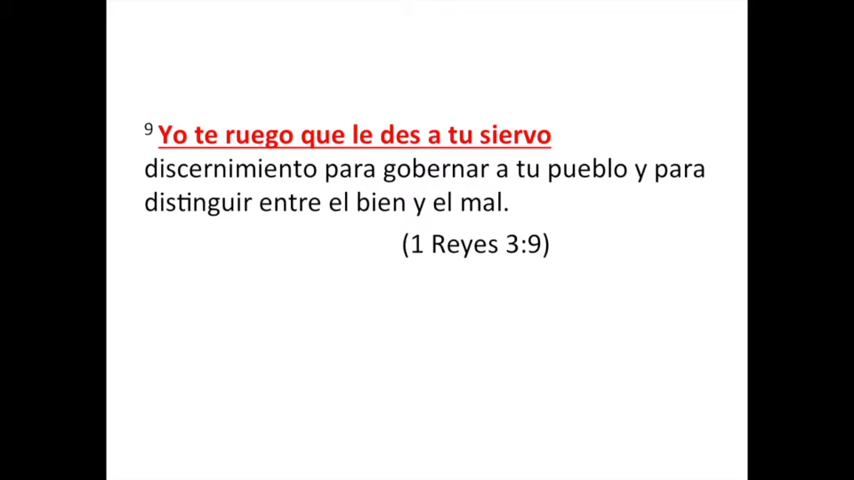 9 Yo te ruego que le des a tu siervo
discernimiento para gobernar a tu pueblo y para
distinguir entre el bien y el mal.
(1 Reyes 3:9)